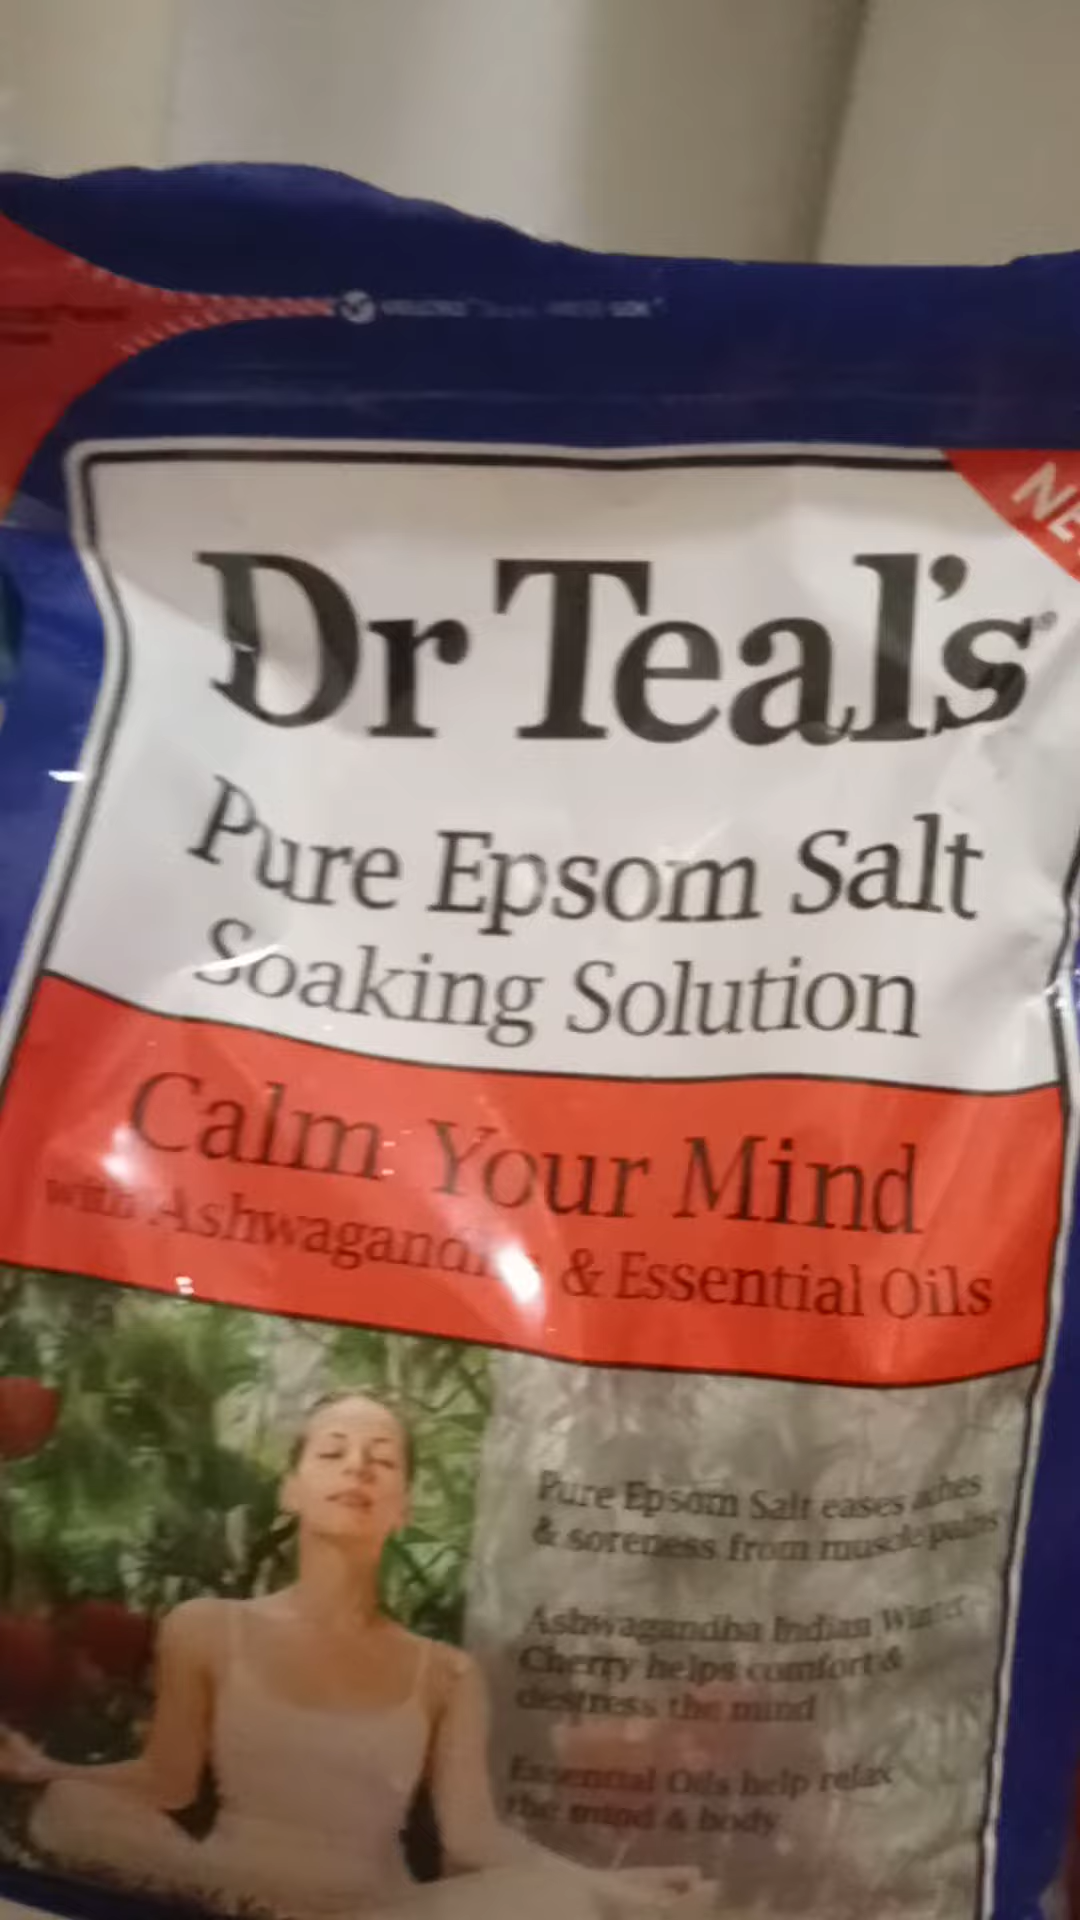 VELCRO
NE
Dr Teal's®
Pure Epsom Salt
Soaking Solution
Calm Your Mind
with Ashwagandha & Essential Oils
Pure Epsom Salt eases aches
& soreness from muscle pains
Ashwagandha Indian Winter
Cherry helps comfort &
destress the mind
Essential Oils help relax
the mind & body